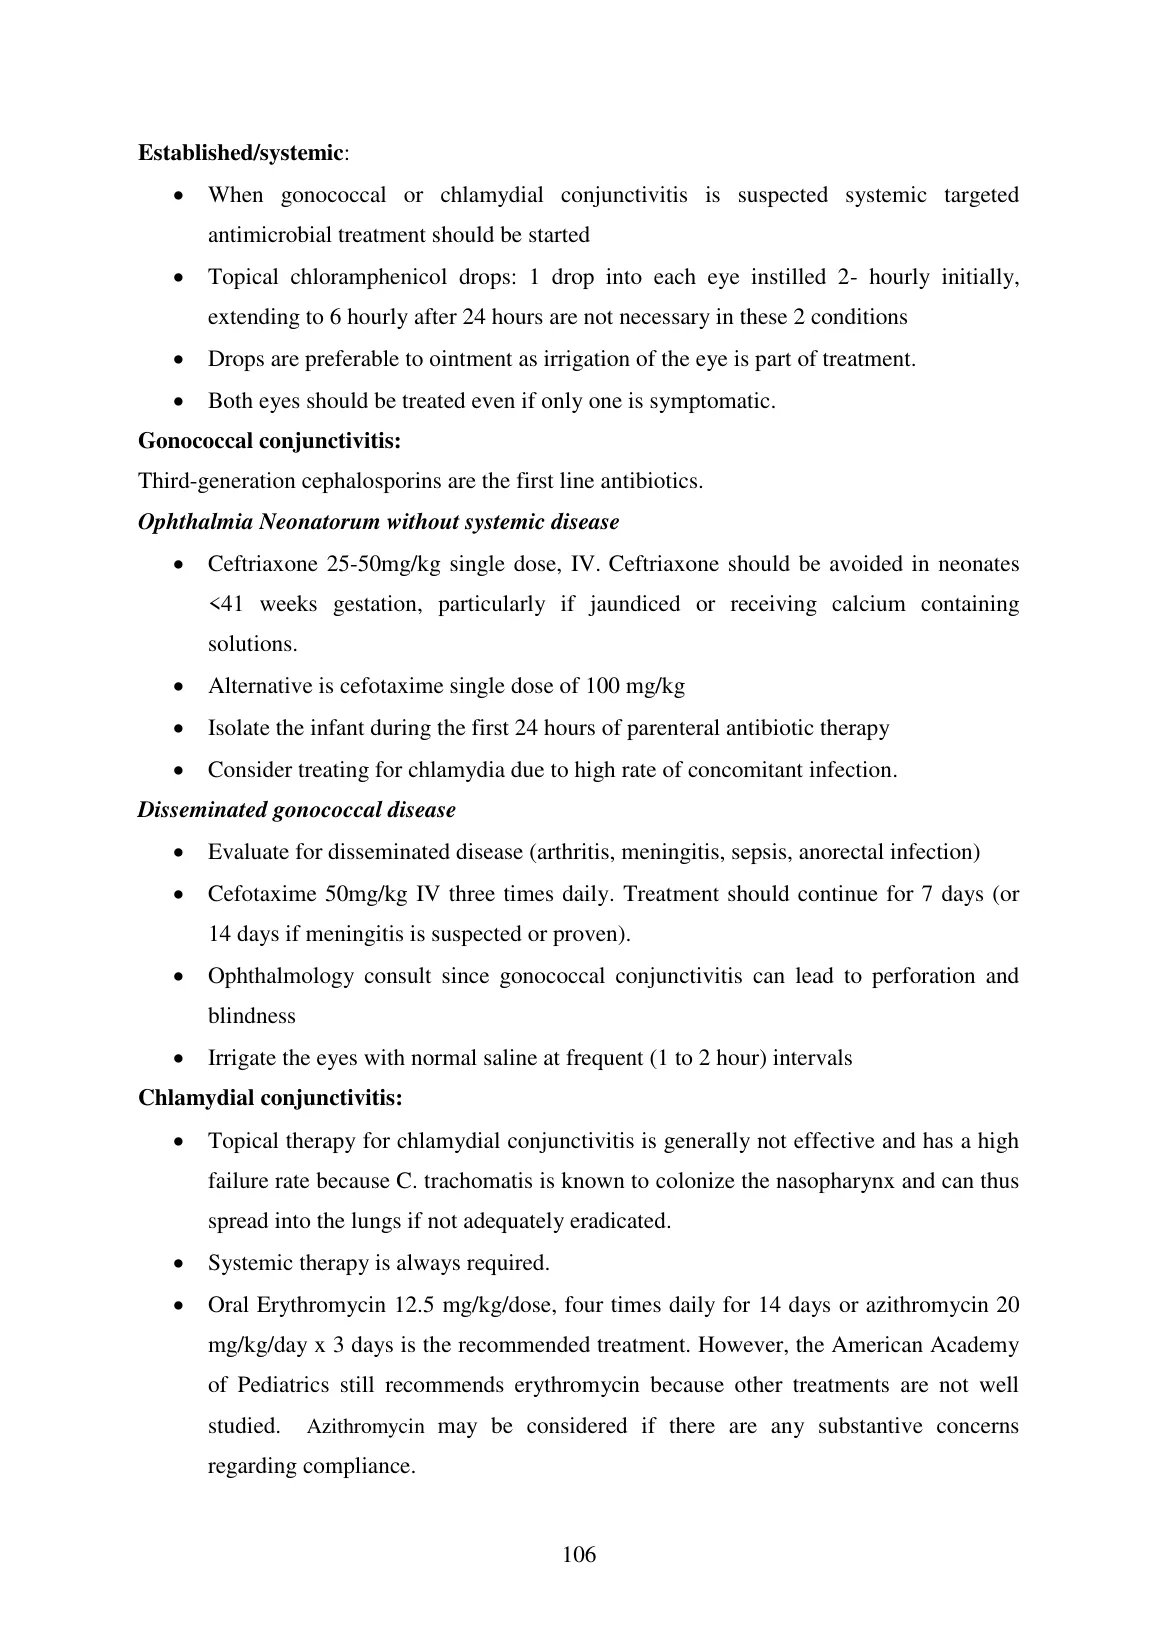 Established/systemic:
• When gonococcal or chlamydial conjunctivitis is suspected systemic targeted
antimicrobial treatment should be started
• Topical chloramphenicol drops: 1 drop into each eye instilled 2- hourly initially,
extending to 6 hourly after 24 hours are not necessary in these 2 conditions
• Drops are preferable to ointment as irrigation of the eye is part of treatment.
• Both eyes should be treated even if only one is symptomatic.
Gonococcal conjunctivitis:
Third-generation cephalosporins are the first line antibiotics.
Ophthalmia Neonatorum without systemic disease
• Ceftriaxone 25-50mg/kg single dose, IV. Ceftriaxone should be avoided in neonates
<41 weeks gestation, particularly if jaundiced or receiving calcium containing
solutions.
• Alternative is cefotaxime single dose of 100 mg/kg
• Isolate the infant during the first 24 hours of parenteral antibiotic therapy
• Consider treating for chlamydia due to high rate of concomitant infection.
Disseminated gonococcal disease
• Evaluate for disseminated disease (arthritis, meningitis, sepsis, anorectal infection)
• Cefotaxime 50mg/kg IV three times daily. Treatment should continue for 7 days (or
14 days if meningitis is suspected or proven).
• Ophthalmology consult since gonococcal conjunctivitis can lead to perforation and
blindness
• Irrigate the eyes with normal saline at frequent (1 to 2 hour) intervals
Chlamydial conjunctivitis:
• Topical therapy for chlamydial conjunctivitis is generally not effective and has a high
failure rate because C. trachomatis is known to colonize the nasopharynx and can thus
spread into the lungs if not adequately eradicated.
• Systemic therapy is always required.
• Oral Erythromycin 12.5 mg/kg/dose, four times daily for 14 days or azithromycin 20
mg/kg/day x 3 days is the recommended treatment. However, the American Academy
of Pediatrics still recommends erythromycin because other treatments are not well
studied. Azithromycin may be considered if there are any substantive concerns
regarding compliance.
106